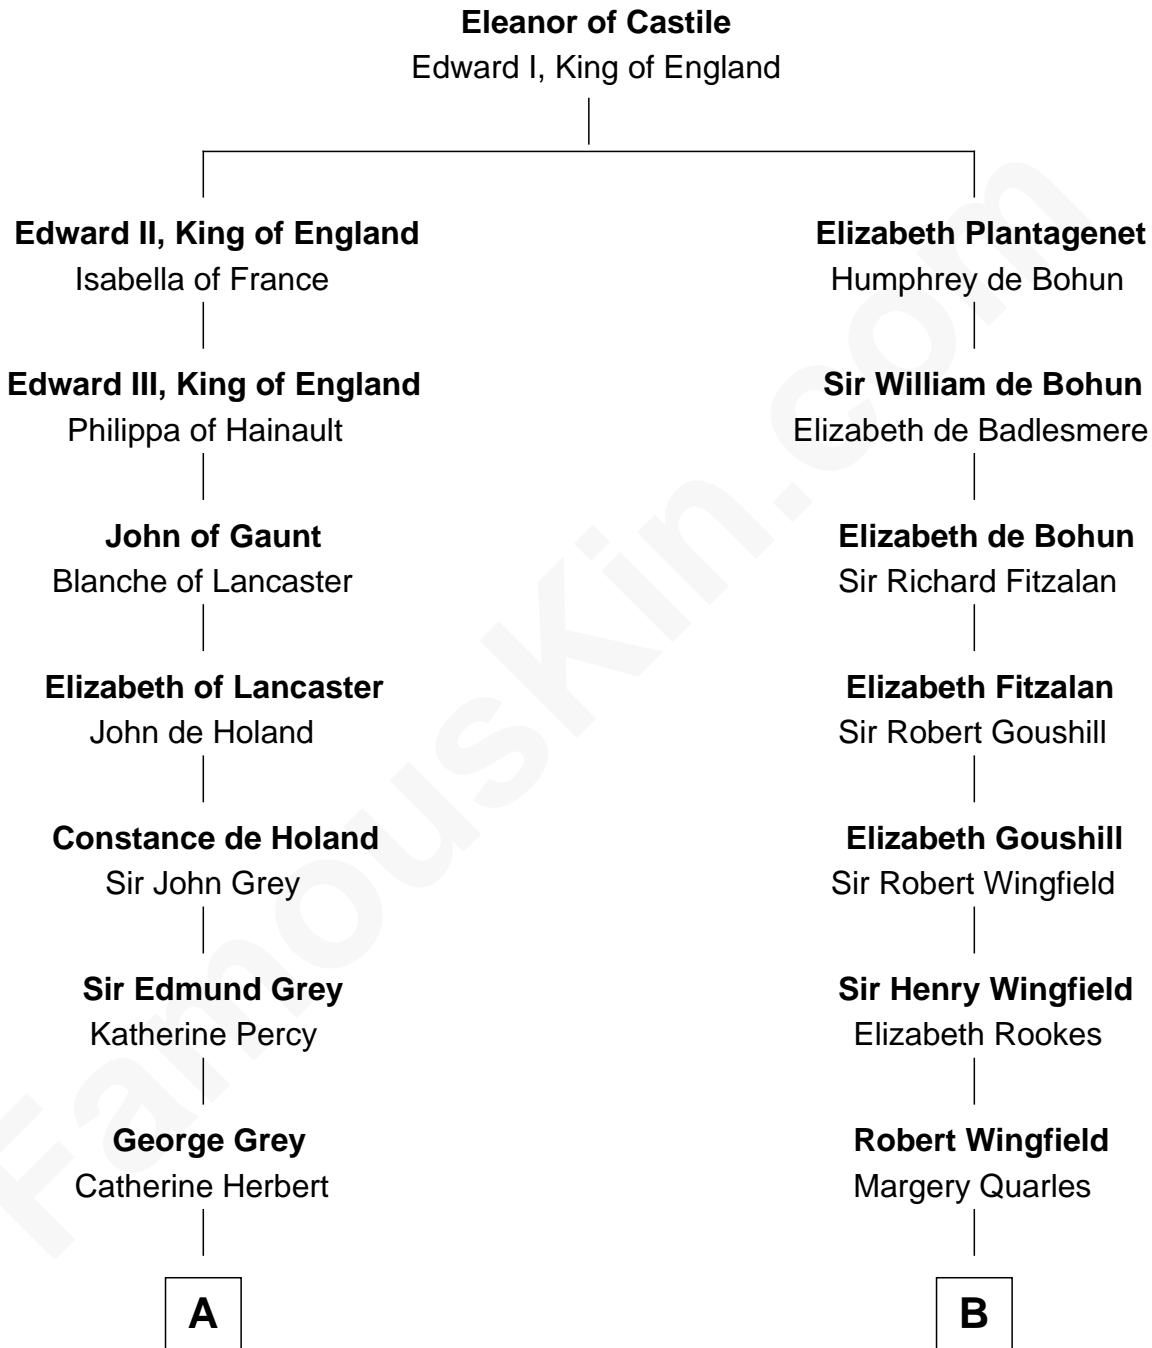 Eleanor of Castile
Edward I, King of England
Edward II, King of England
Isabella of France
Elizabeth Plantagenet
Humphrey de Bohun
Edward III, King of England
Philippa of Hainault
Sir William de Bohun
Elizabeth de Badlesmere
John of Gaunt
Blanche of Lancaster
Elizabeth de Bohun
Sir Richard Fitzalan
Elizabeth of Lancaster
John de Holand
Elizabeth Fitzalan
Sir Robert Goushill
Constance de Holand
Sir John Grey
Elizabeth Goushill
Sir Robert Wingfield
Sir Edmund Grey
Katherine Percy
Sir Henry Wingfield
Elizabeth Rookes
George Grey
Catherine Herbert
Robert Wingfield
Margery Quarles
A
B
FamousKin.com